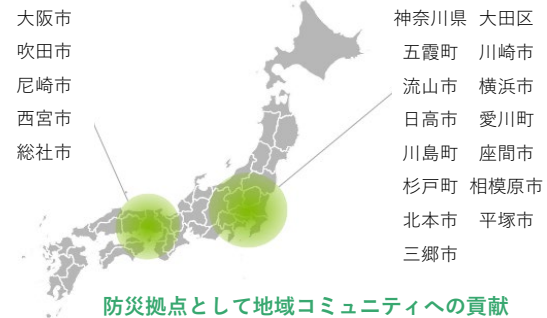 大阪市
吹田市
尼崎市
西宮市
総社市
神奈川県 大田区
五霞町 川崎市
流山市 横浜市
日高市 愛川町
川島町 座間市
杉戸町 相模原市
北本市 平塚市
三郷市
防災拠点として地域コミュニティへの貢献